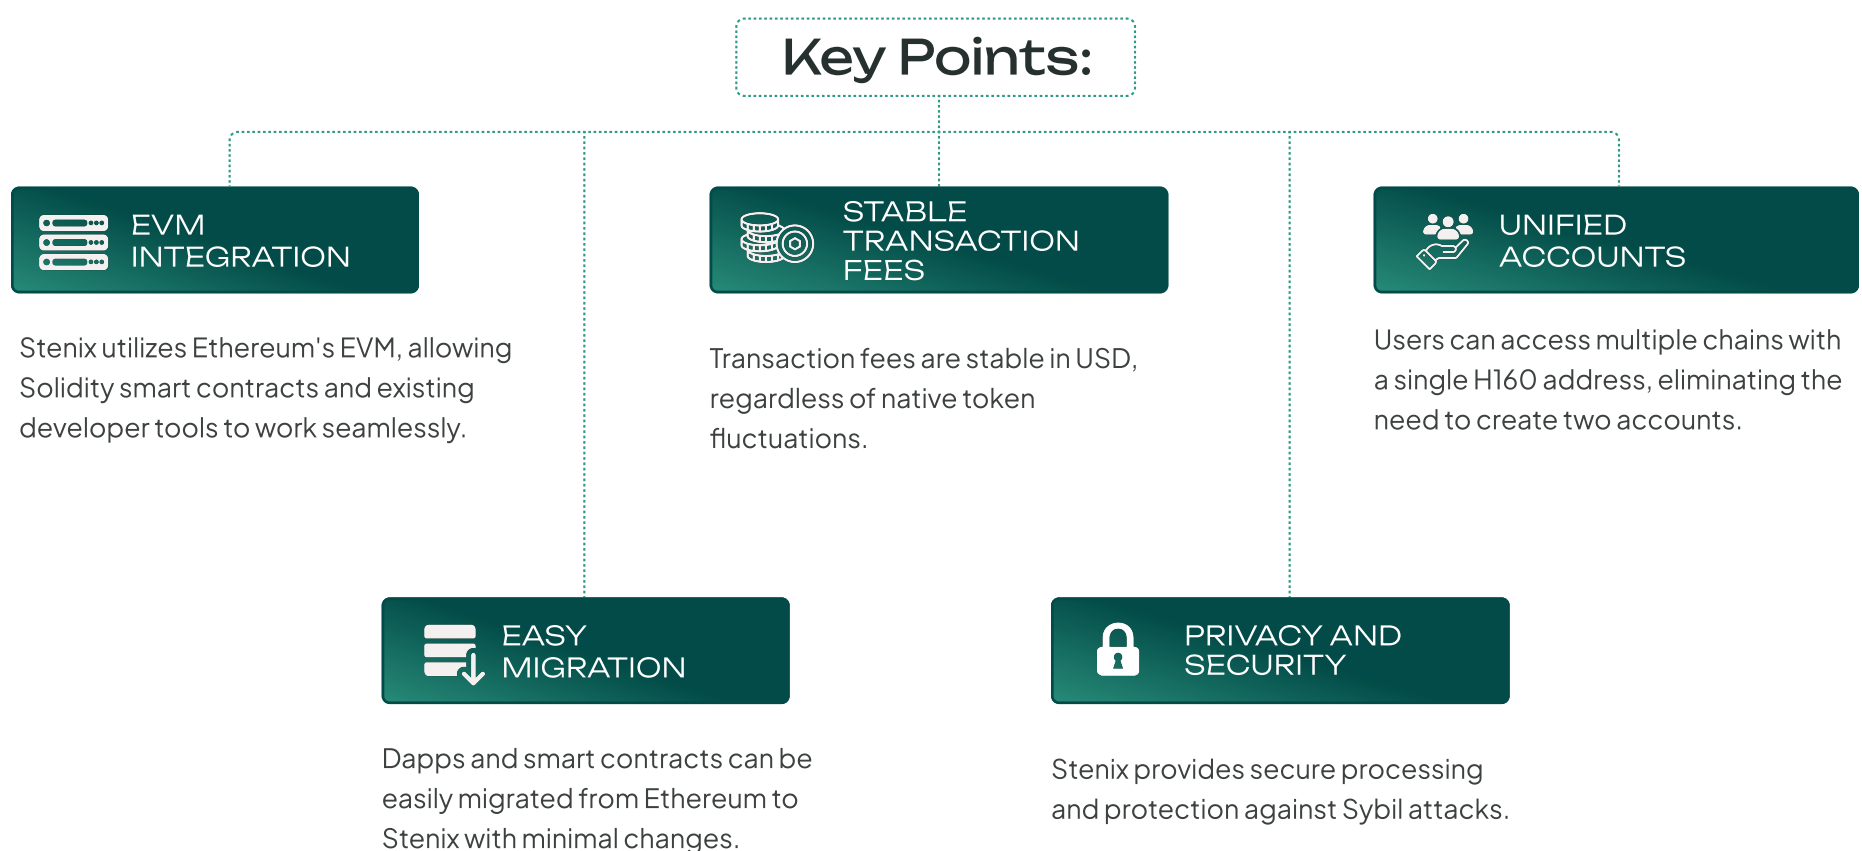 Key Points:
EVM
INTEGRATION
Stenix utilizes Ethereum's EVM, allowing
Solidity smart contracts and existing
developer tools to work seamlessly.
STABLE
TRANSACTION
FEES
Transaction fees are stable in USD,
regardless of native token
fluctuations.
UNIFIED
ACCOUNTS
Users can access multiple chains with
a single H160 address, eliminating the
need to create two accounts.
EASY
MIGRATION
Dapps and smart contracts can be
easily migrated from Ethereum to
Stenix with minimal changes.
PRIVACY AND
SECURITY
Stenix provides secure processing
and protection against Sybil attacks.